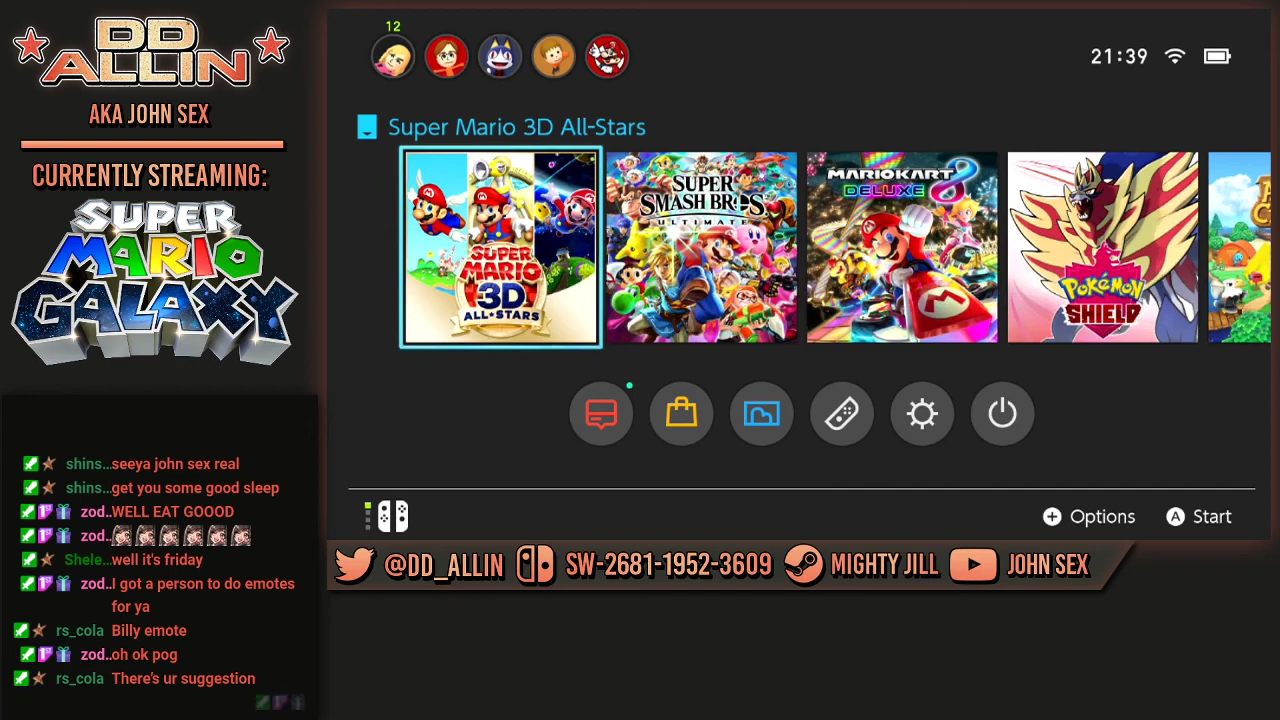 DD
ALLIN
AKA JOHN SEX
CURRENTLY STREAMING:
SUPER
MARIO
GALAXY
shins...seeya john sex real
shins...get you some good sleep
zod..WELL EAT GOOOD
zod..
Shele...well it's friday
zod..I got a person to do emotes
for ya
rs_cola Billy emote
zod..oh ok pog
rs_cola There's ur suggestion
12
21:39
Super Mario 3D All-Stars
SUPER
MARIO
3D
ALL★STARS
SUPER
SMASH BROS.
ULTIMATE
MARIOKART 8
DELUXE
M
Pokémon
SHIELD
+ Options
A Start
@DD_ALLIN
SW-2681-1952-3609
MIGHTY JILL
JOHN SEX